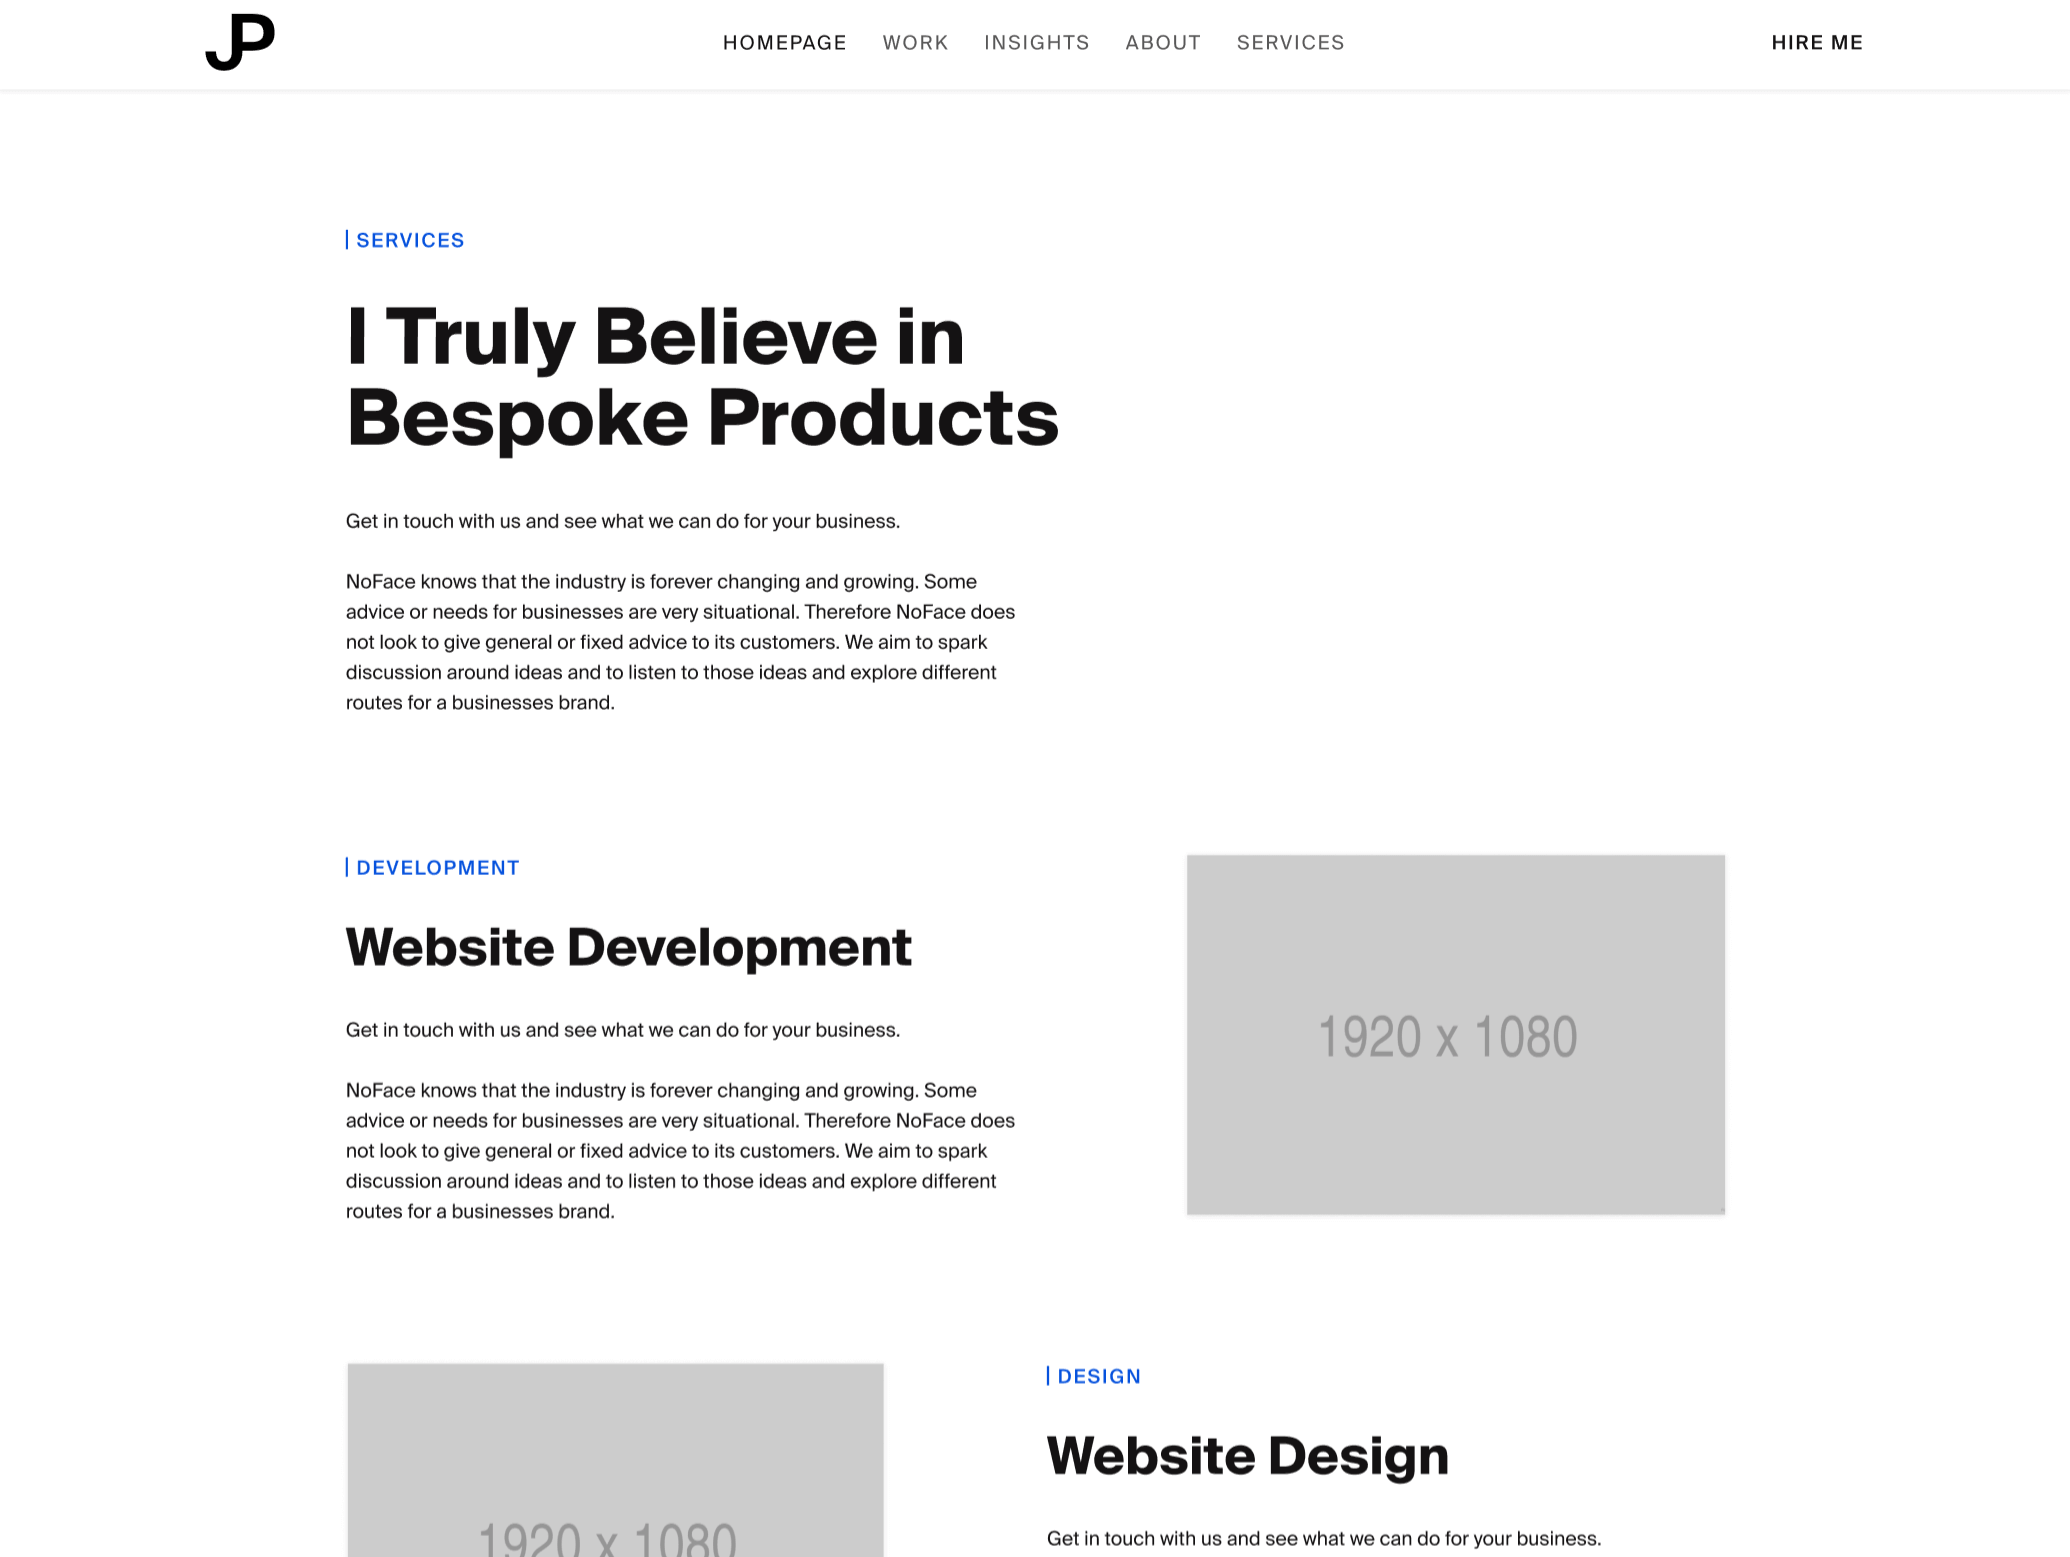 JP
HOMEPAGE WORK INSIGHTS ABOUT SERVICES HIRE ME
SERVICES
I Truly Believe in
Bespoke Products
Get in touch with us and see what we can do for your business.
NoFace knows that the industry is forever changing and growing. Some
advice or needs for businesses are very situational. Therefore NoFace does
not look to give general or fixed advice to its customers. We aim to spark
discussion around ideas and to listen to those ideas and explore different
routes for a businesses brand.
DEVELOPMENT
Website Development
Get in touch with us and see what we can do for your business.
NoFace knows that the industry is forever changing and growing. Some
advice or needs for businesses are very situational. Therefore NoFace does
not look to give general or fixed advice to its customers. We aim to spark
discussion around ideas and to listen to those ideas and explore different
routes for a businesses brand.
1920 x 1080
1920 x 1080
DESIGN
Website Design
Get in touch with us and see what we can do for your business.